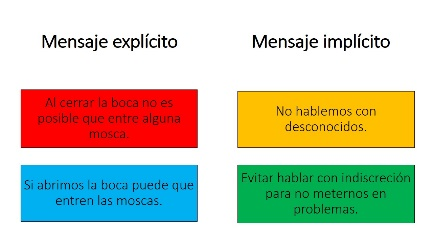 Mensaje explícito
Mensaje implícito
Al cerrar la boca no es
posible que entre alguna
mosca.
No hablemos con
desconocidos.
Si abrimos la boca puede que
entren las moscas.
Evitar hablar con indiscreción
para no meternos en
problemas.